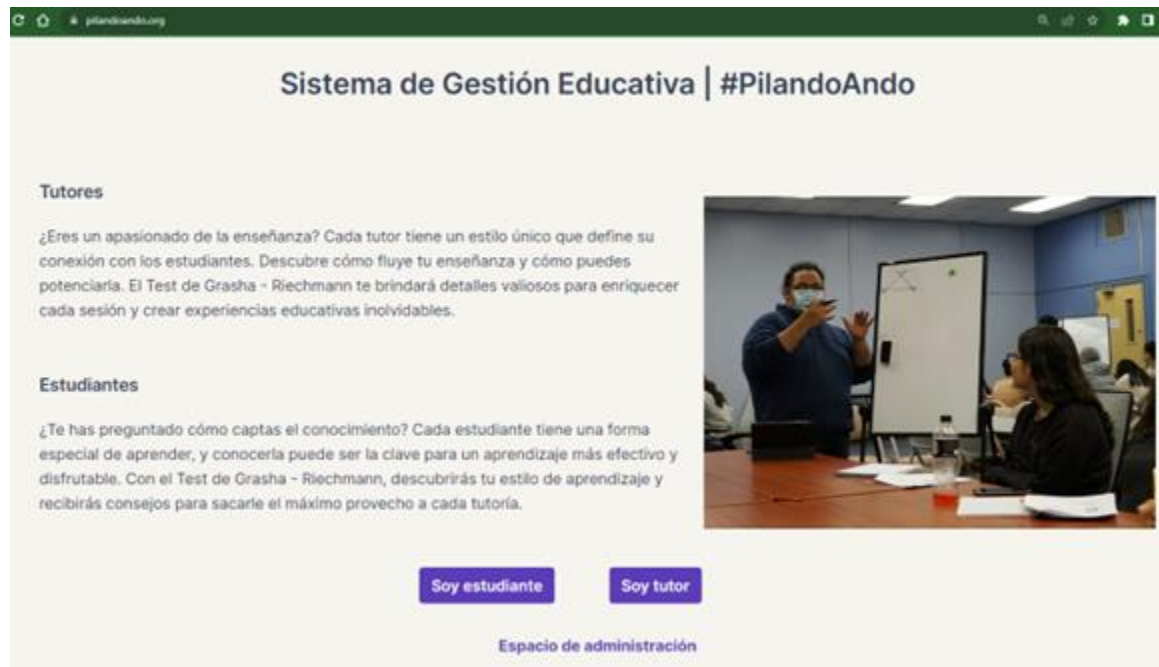 pilandoando.org
Sistema de Gestión Educativa | #PilandoAndo
Tutores
¿Eres un apasionado de la enseñanza? Cada tutor tiene un estilo único que define su
conexión con los estudiantes. Descubre cómo fluye tu enseñanza y cómo puedes
potenciarla. El Test de Grasha - Riechmann te brindará detalles valiosos para enriquecer
cada sesión y crear experiencias educativas inolvidables.
Estudiantes
¿Te has preguntado cómo captas el conocimiento? Cada estudiante tiene una forma
especial de aprender, y conocerla puede ser la clave para un aprendizaje más efectivo y
disfrutable. Con el Test de Grasha - Riechmann, descubrirás tu estilo de aprendizaje y
recibirás consejos para sacarle el máximo provecho a cada tutoría.
Soy estudiante
Soy tutor
Espacio de administración